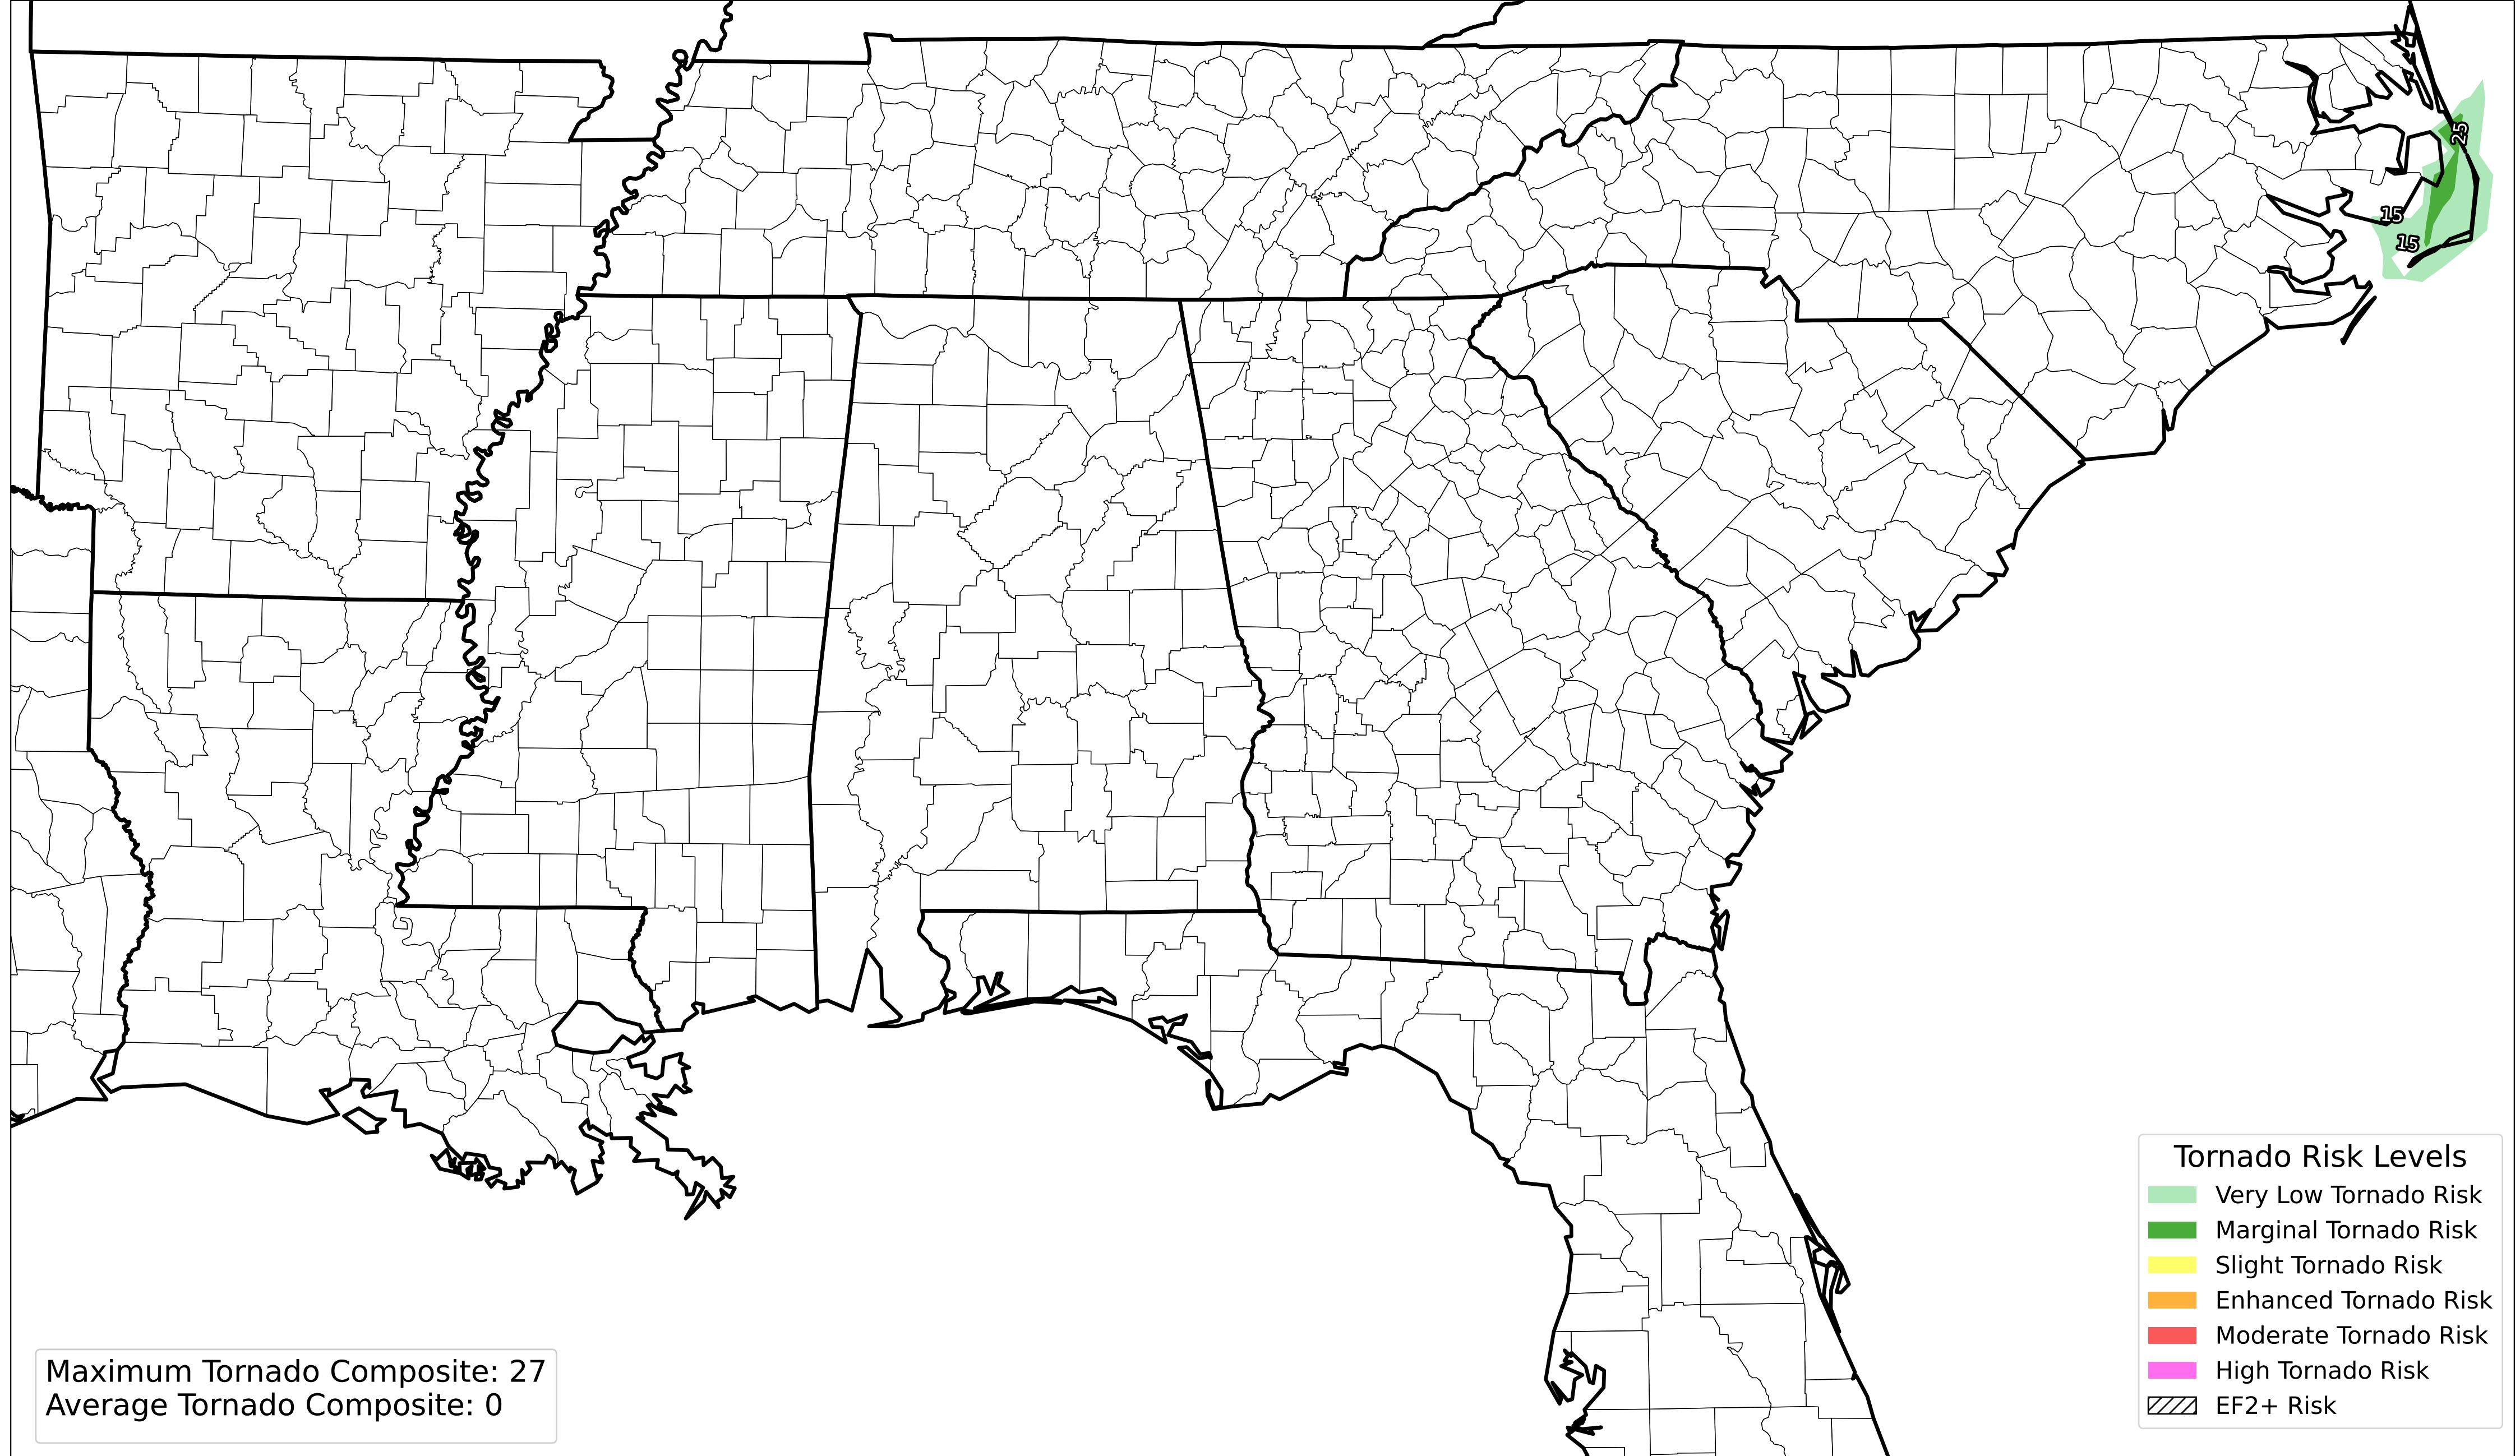 25
15
15
Tornado Risk Levels
Very Low Tornado Risk
Marginal Tornado Risk
Slight Tornado Risk
Enhanced Tornado Risk
Moderate Tornado Risk
High Tornado Risk
EF2+ Risk
Maximum Tornado Composite: 27
Average Tornado Composite: 0